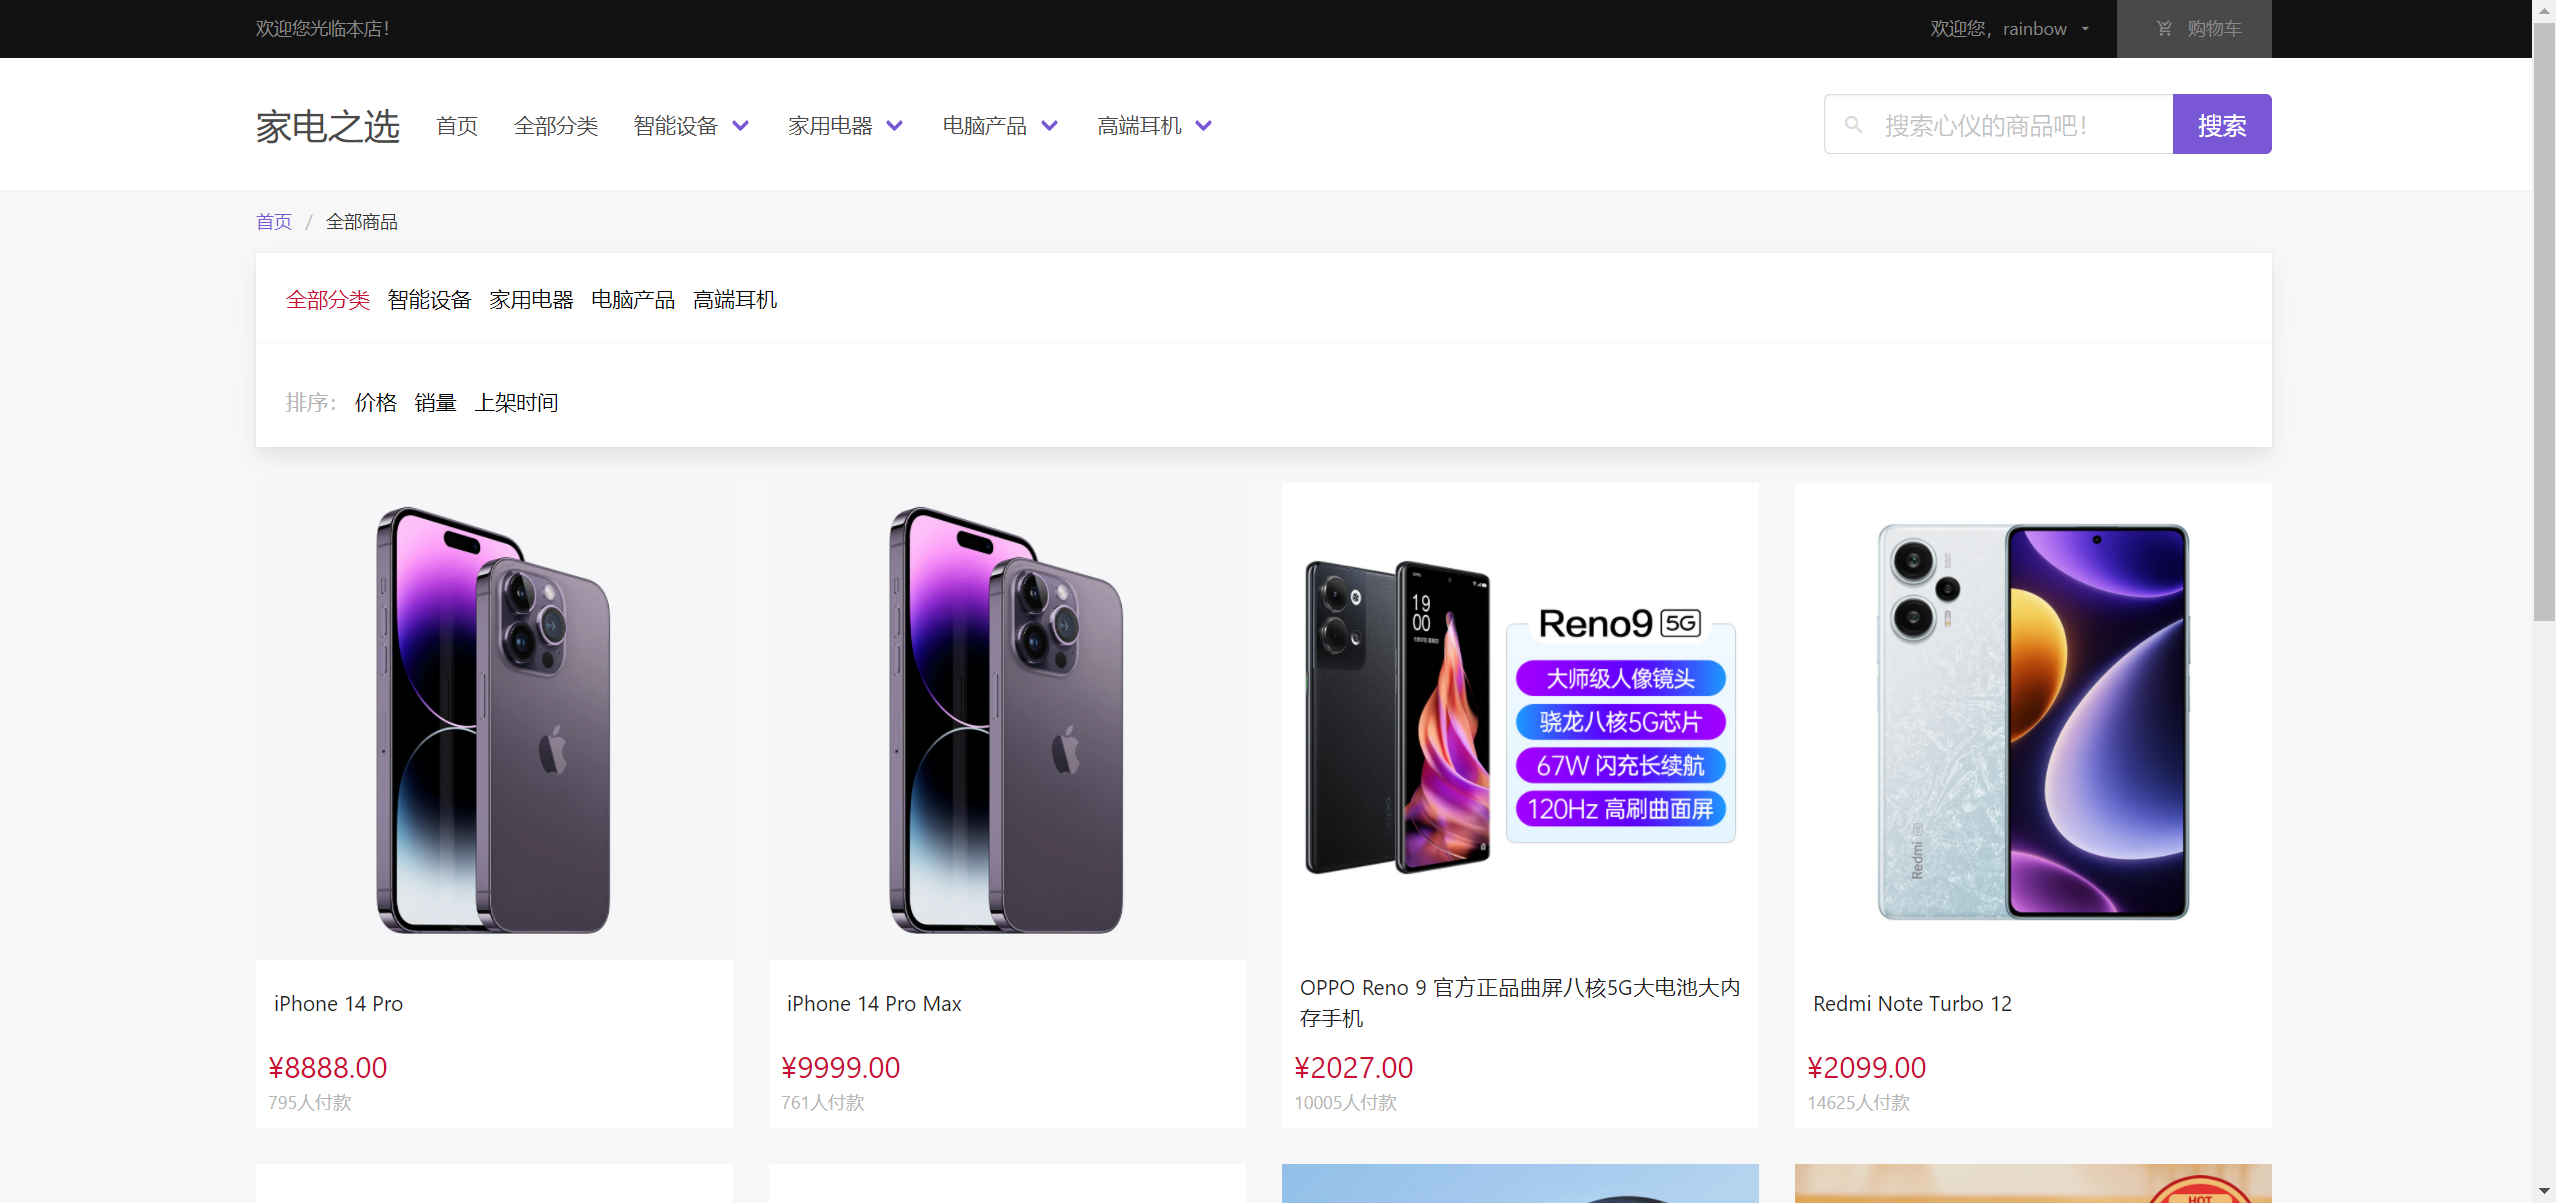 欢迎您光临本店！
欢迎您，rainbow
购物车
家电之选
首页
全部分类
智能设备
家用电器
电脑产品
高端耳机
搜索心仪的商品吧！
搜索
首页 / 全部商品
全部分类 智能设备 家用电器 电脑产品 高端耳机
排序： 价格 销量 上架时间
19
00
Reno9 5G
大师级人像镜头
骁龙八核5G芯片
67W 闪充长续航
120Hz 高刷曲面屏
Redmi
iPhone 14 Pro
¥8888.00
795人付款
iPhone 14 Pro Max
¥9999.00
761人付款
OPPO Reno 9 官方正品曲屏八核5G大电池大内
存手机
¥2027.00
10005人付款
Redmi Note Turbo 12
¥2099.00
14625人付款
HOT